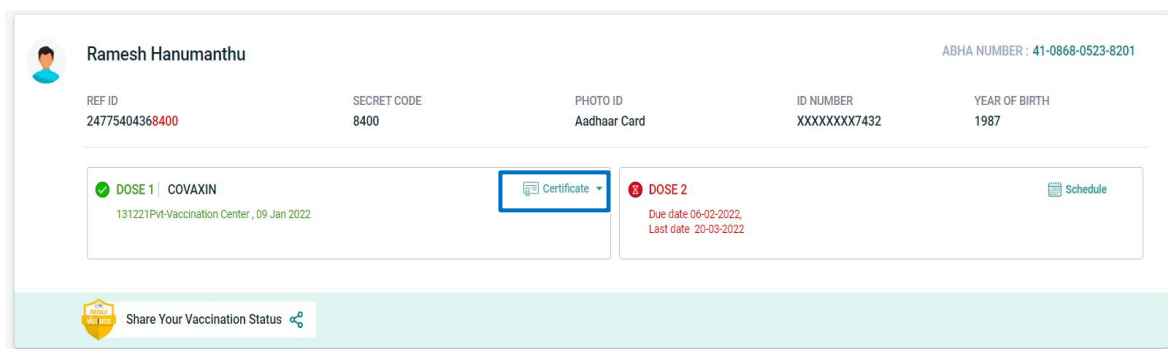 Ramesh Hanumanthu
ABHA NUMBER : 41-0868-0523-8201
REF ID SECRET CODE PHOTO ID ID NUMBER YEAR OF BIRTH
24775404368400 8400 Aadhaar Card XXXXXXXX7432 1987
DOSE 1 COVAXIN Certificate
131221Pvt-Vaccination Center , 09 Jan 2022
DOSE 2 Schedule
Due date 06-02-2022,
Last date 20-03-2022
Share Your Vaccination Status